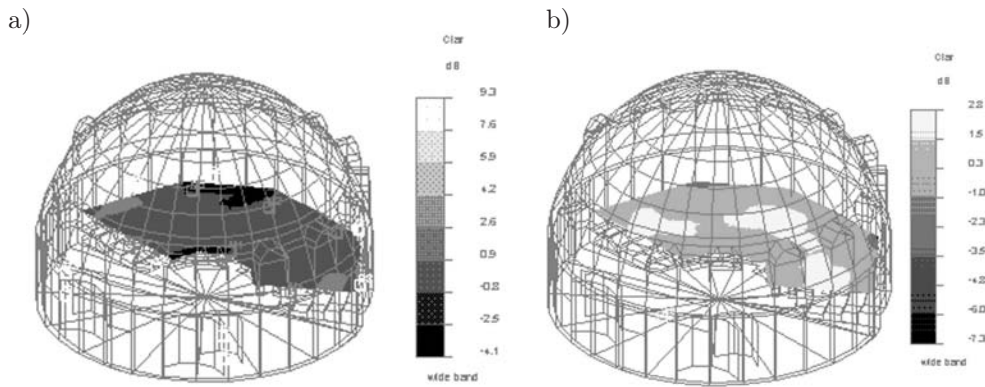 a)
Clar
dB
9.3
7.6
5.9
4.2
2.6
0.9
-0.8
-2.5
-4.1
wide band
b)
Clar
dB
2.8
1.5
0.3
-1.0
-2.3
-3.5
-4.8
-6.0
-7.3
wide band